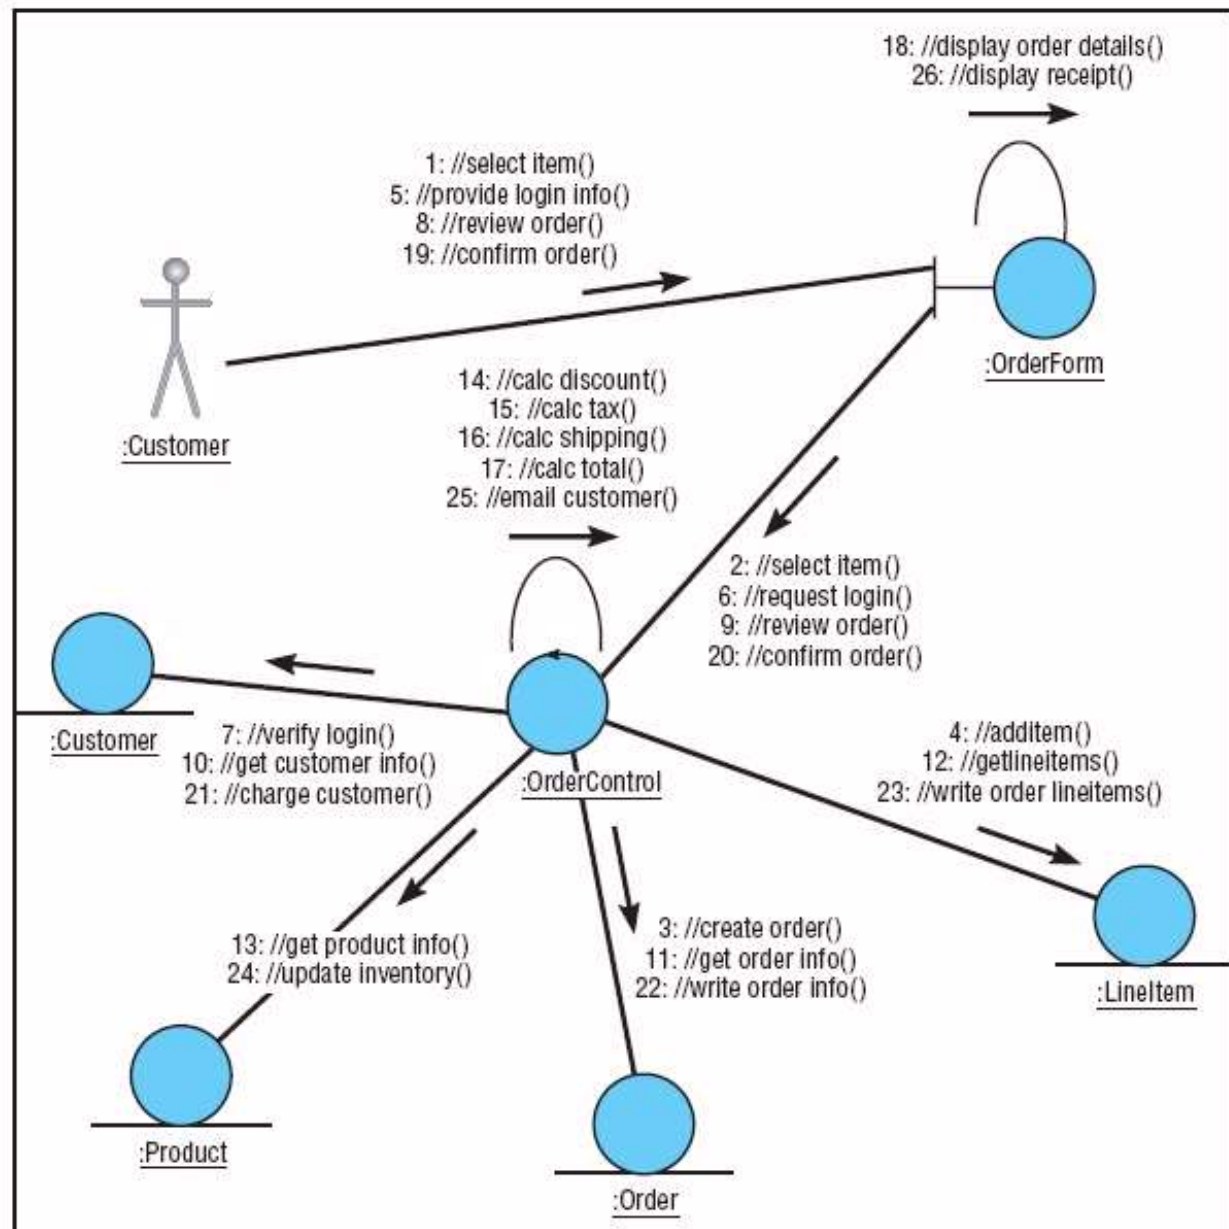 18: //display order details()
26: //display receipt()
1: //select item()
5: //provide login info()
8: //review order()
19: //confirm order()
:OrderForm
:Customer
14: //calc discount()
15: //calc tax()
16: //calc shipping()
17: //calc total()
25: //email customer()
2: //select item()
6: //request login()
9: //review order()
20: //confirm order()
:Customer
7: //verify login()
10: //get customer info()
21: //charge customer()
:OrderControl
4: //additem()
12: //getlineitems()
23: //write order lineitems()
13: //get product info()
24: //update inventory()
3: //create order()
11: //get order info()
22: //write order info()
:LineItem
:Product
:Order